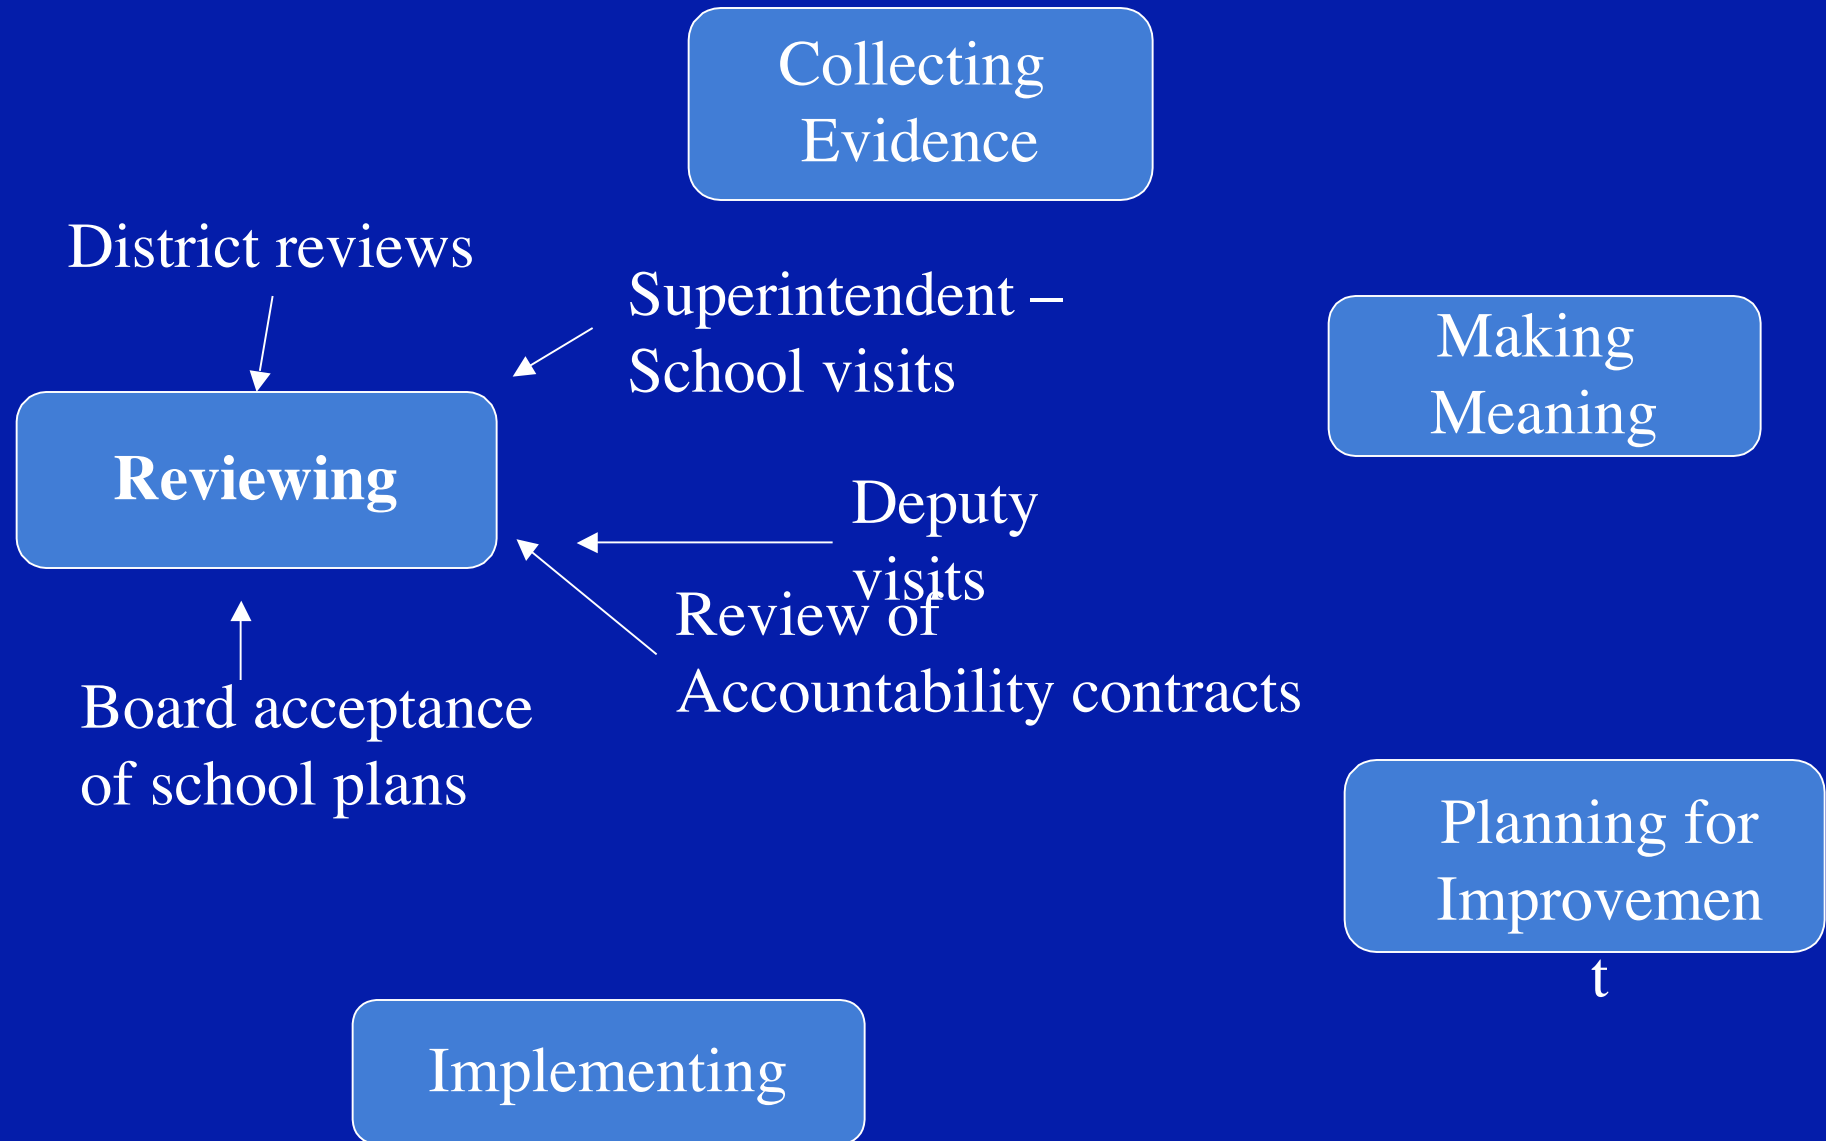 Collecting
Evidence
District reviews
Superintendent –
School visits
Making
Meaning
Reviewing
Deputy
visits
Review of
Accountability contracts
Board acceptance
of school plans
Planning for
Improvemen
t
Implementing